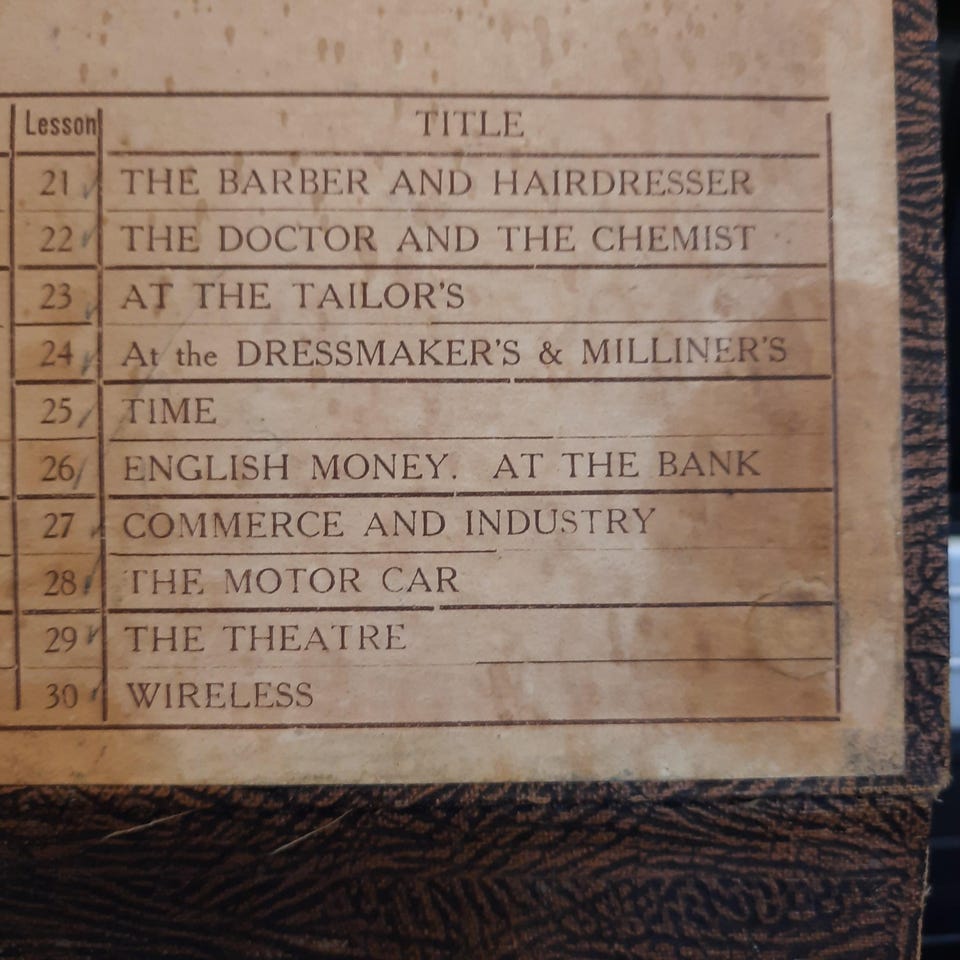 Lesson TITLE
21 THE BARBER AND HAIRDRESSER
22 THE DOCTOR AND THE CHEMIST
23 AT THE TAILOR'S
24 At the DRESSMAKER'S & MILLINER'S
25 TIME
26 ENGLISH MONEY. AT THE BANK
27 COMMERCE AND INDUSTRY
28 THE MOTOR CAR
29 THE THEATRE
30 WIRELESS